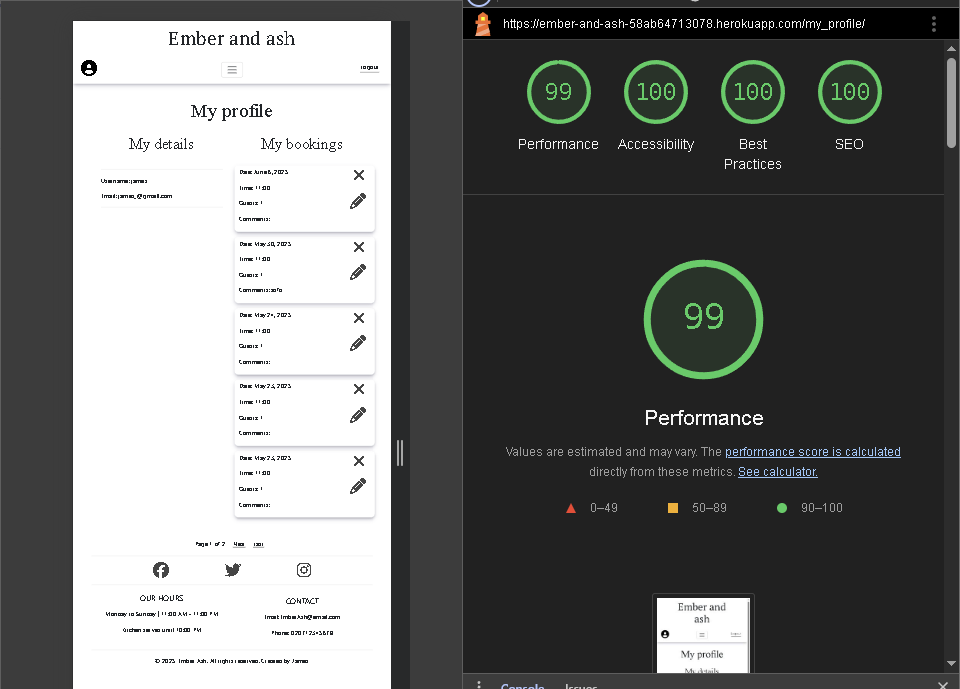 Ember and ash
Logout
My profile
My details
My bookings
Username: james
Email: james_@gmail.com
Date: June 8, 2023
Time: 11:00
Guests: 1
Comments:
Date: May 30, 2023
Time: 11:00
Guests: 1
Comments:
Date: May 24, 2023
Time: 11:00
Guests: 1
Comments:
Date: May 23, 2023
Time: 11:00
Guests: 1
Comments:
Date: May 23, 2023
Time: 11:00
Guests: 1
Comments:
Page 1 of 2 Next last
OUR HOURS
Monday to Sunday | 11:00 AM - 11:00 PM
Kitchen served until 10:00 PM
CONTACT
Email: EmberAsh@email.com
Phone:
© 2023 Ember Ash. All rights reserved. Created by James
https://ember-and-ash-58ab64713078.herokuapp.com/my_profile/
99 100 100 100
Performance Accessibility Best Practices SEO
99
Performance
Values are estimated and may vary. The performance score is calculated
directly from these metrics. See calculator.
0–49 50–89 90–100
Ember and
ash
My profile
My details
Console Issues